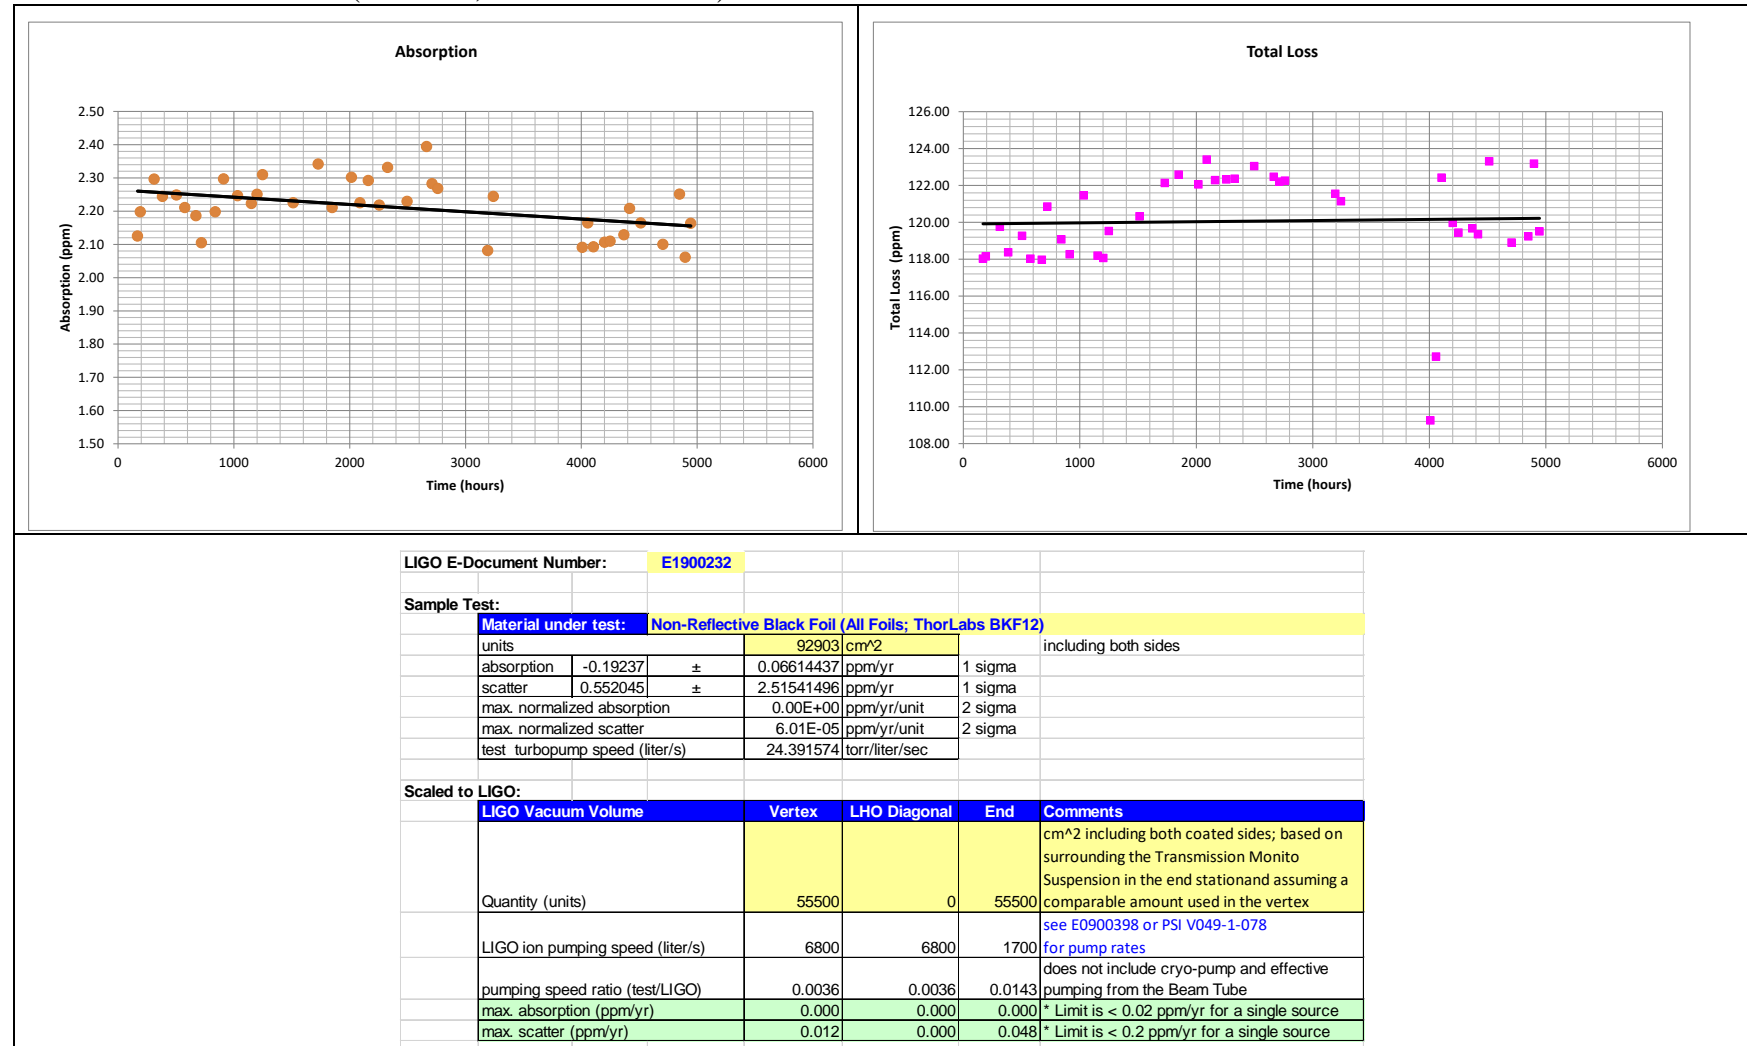 Absorption
2.50
2.40
2.30
2.20
2.10
2.00
1.90
1.80
1.70
1.60
1.50
Absorption (ppm)
0 1000 2000 3000 4000 5000 6000
Time (hours)
Total Loss
126.00
124.00
122.00
120.00
118.00
116.00
114.00
112.00
110.00
108.00
Total Loss (ppm)
0 1000 2000 3000 4000 5000 6000
Time (hours)
LIGO E-Document Number: E1900232
Sample Test:
Material under test: Non-Reflective Black Foil (All Foils; ThorLabs BKF12)
units 92903 cm^2 including both sides
absorption -0.19237 ± 0.06614437 ppm/yr 1 sigma
scatter 0.552045 ± 2.51541496 ppm/yr 1 sigma
max. normalized absorption 0.00E+00 ppm/yr/unit 2 sigma
max. normalized scatter 6.01E-05 ppm/yr/unit 2 sigma
test turbopump speed (liter/s) 24.391574 torr/liter/sec
Scaled to LIGO:
LIGO Vacuum Volume Vertex LHO Diagonal End Comments
cm^2 including both coated sides; based on
surrounding the Transmission Monito
Suspension in the end stationand assuming a
Quantity (units) 55500 0 55500 comparable amount used in the vertex
see E0900398 or PSI V049-1-078
LIGO ion pumping speed (liter/s) 6800 6800 1700 for pump rates
does not include cryo-pump and effective
pumping speed ratio (test/LIGO) 0.0036 0.0036 0.0143 pumping from the Beam Tube
max. absorption (ppm/yr) 0.000 0.000 0.000 * Limit is < 0.02 ppm/yr for a single source
max. scatter (ppm/yr) 0.012 0.000 0.048 * Limit is < 0.2 ppm/yr for a single source